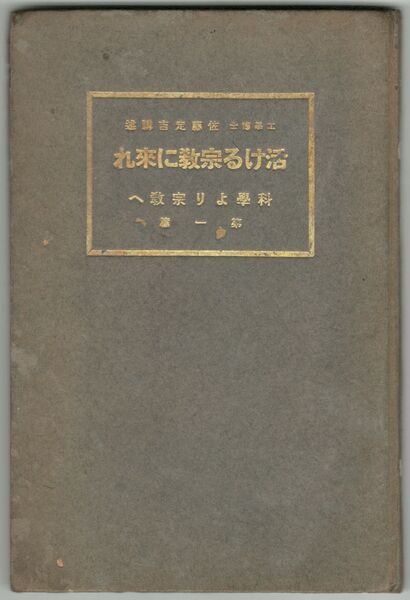 工學博士 佐藤定吉講述
活ける宗教に來れ
科學より宗教へ
第一篇